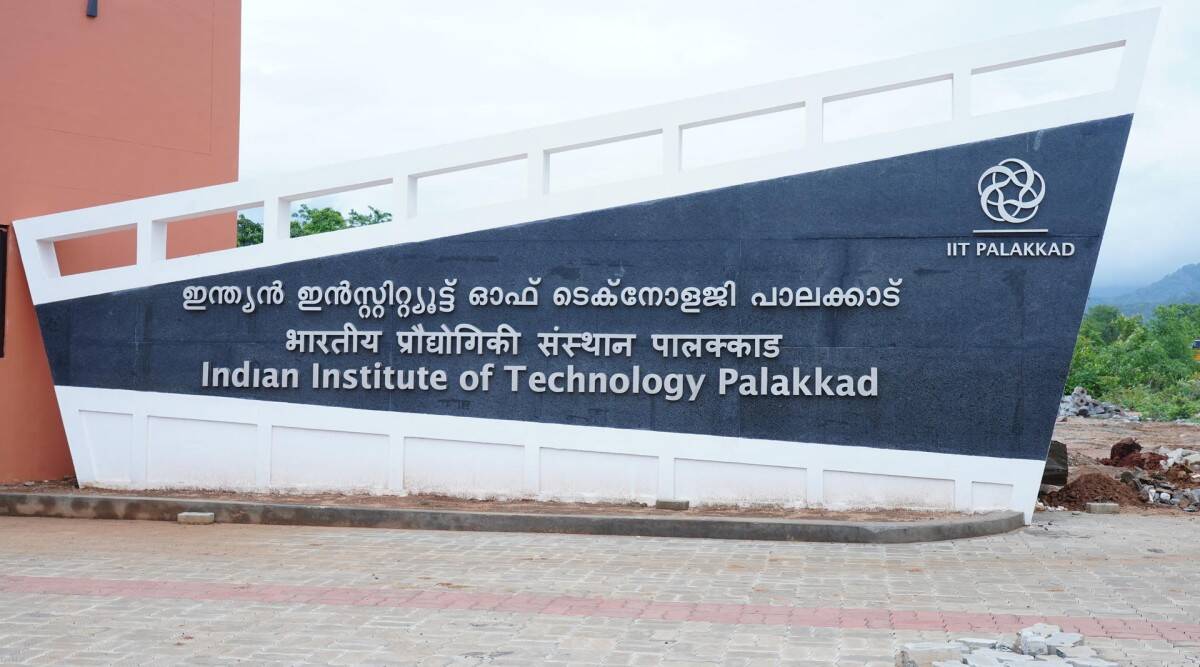 IIT PALAKKAD
ഇന്ത്യൻ ഇൻസ്റ്റിറ്റ്യൂട്ട് ഓഫ് ടെക്നോളജി പാലക്കാട്
भारतीय प्रौद्योगिकी संस्थान पालक्काड
Indian Institute of Technology Palakkad